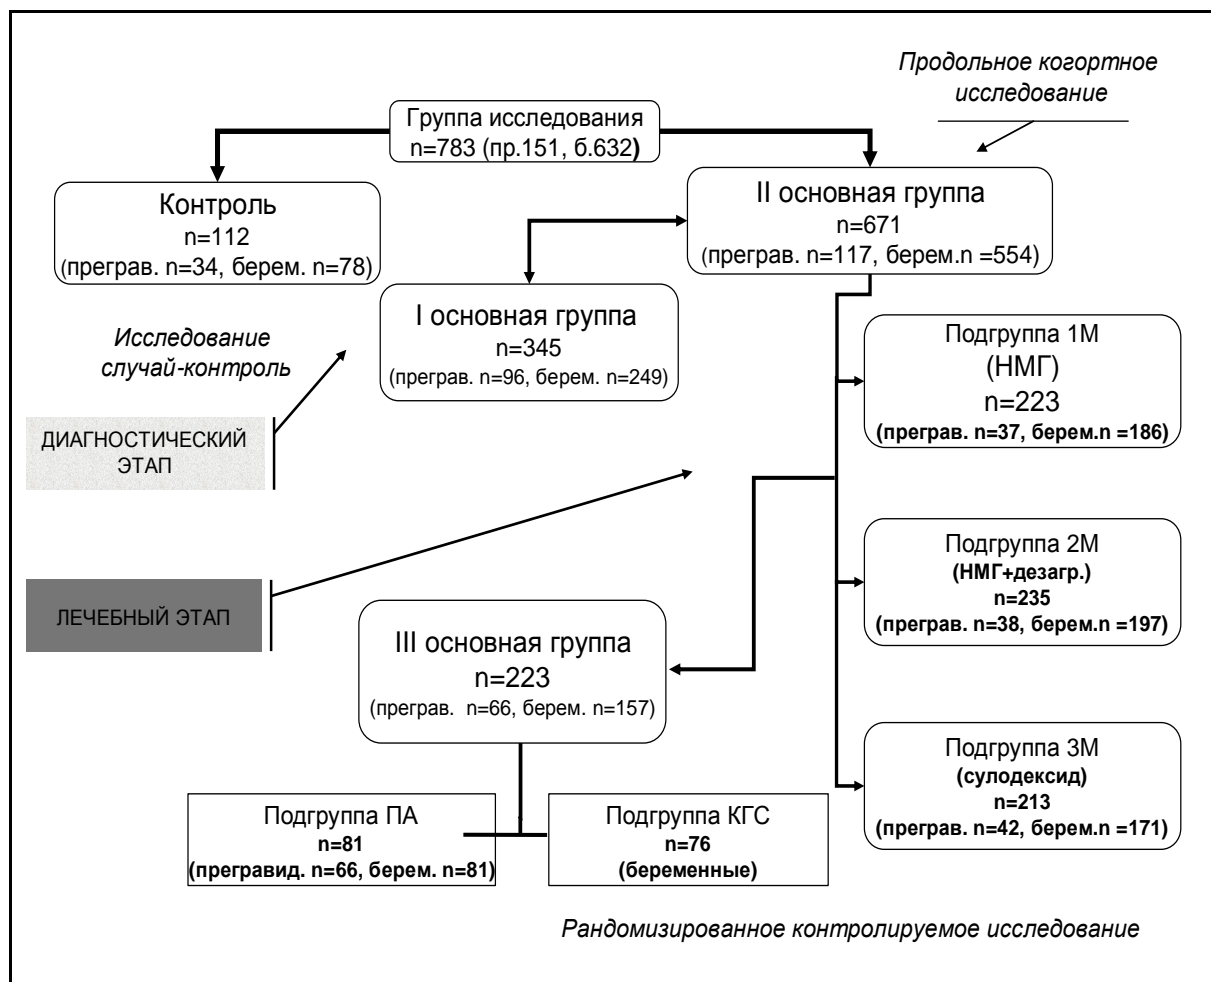 Продольное когортное
исследование
Группа исследования
n=783 (пр.151, б.632)
Контроль
n=112
(преграв. n=34, берем. n=78)
II основная группа
n=671
(преграв. n=117, берем.n =554)
I основная группа
n=345
(преграв. n=96, берем. n=249)
Исследование
случай-контроль
ДИАГНОСТИЧЕСКИЙ
ЭТАП
Подгруппа 1М
(НМГ)
n=223
(преграв. n=37, берем.n =186)
Подгруппа 2М
(НМГ+дезагр.)
n=235
(преграв. n=38, берем.n =197)
ЛЕЧЕБНЫЙ ЭТАП
III основная группа
n=223
(преграв. n=66, берем. n=157)
Подгруппа 3М
(сулодексид)
n=213
(преграв. n=42, берем.n =171)
Подгруппа ПА
n=81
(прегравид. n=66, берем. n=81)
Подгруппа КГС
n=76
(беременные)
Рандомизированное контролируемое исследование